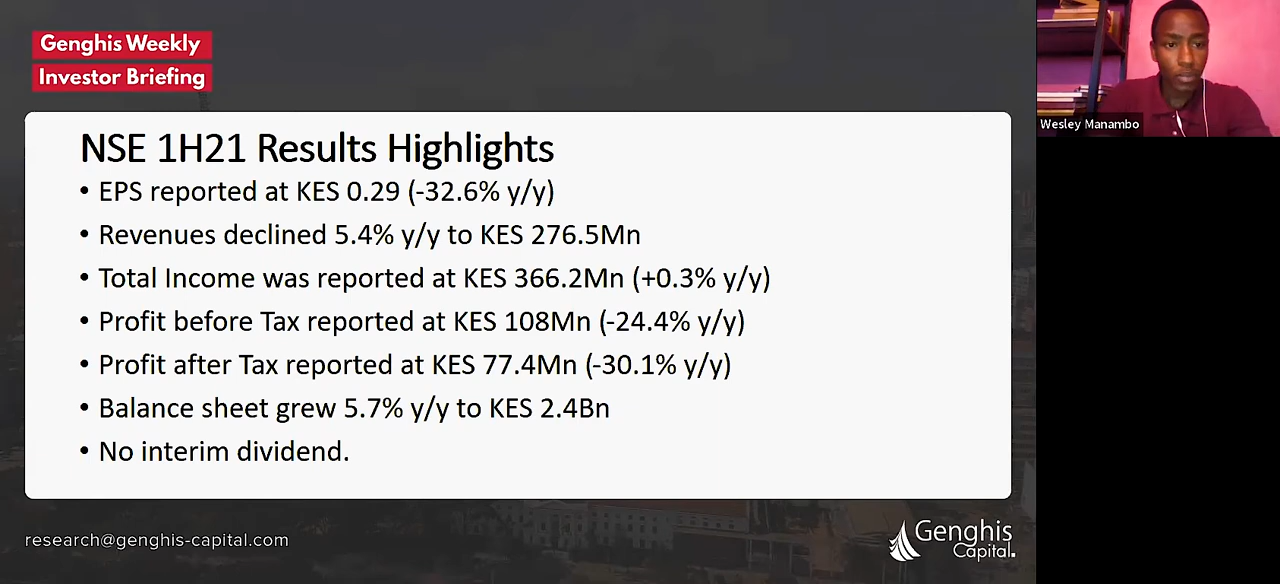 Genghis Weekly
Investor Briefing
NSE 1H21 Results Highlights
• EPS reported at KES 0.29 (-32.6% y/y)
• Revenues declined 5.4% y/y to KES 276.5Mn
• Total Income was reported at KES 366.2Mn (+0.3% y/y)
• Profit before Tax reported at KES 108Mn (-24.4% y/y)
• Profit after Tax reported at KES 77.4Mn (-30.1% y/y)
• Balance sheet grew 5.7% y/y to KES 2.4Bn
• No interim dividend.
research@genghis-capital.com
Genghis
Capital.
Wesley Manambo